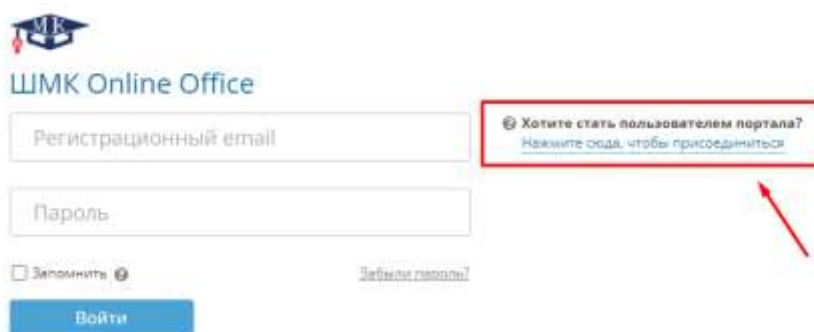 МК
ШМК Online Office
Регистрационный email
Хотите стать пользователем портала?
Нажмите сюда, чтобы присоединиться
Пароль
Запомнить
Забыли пароль?
Войти